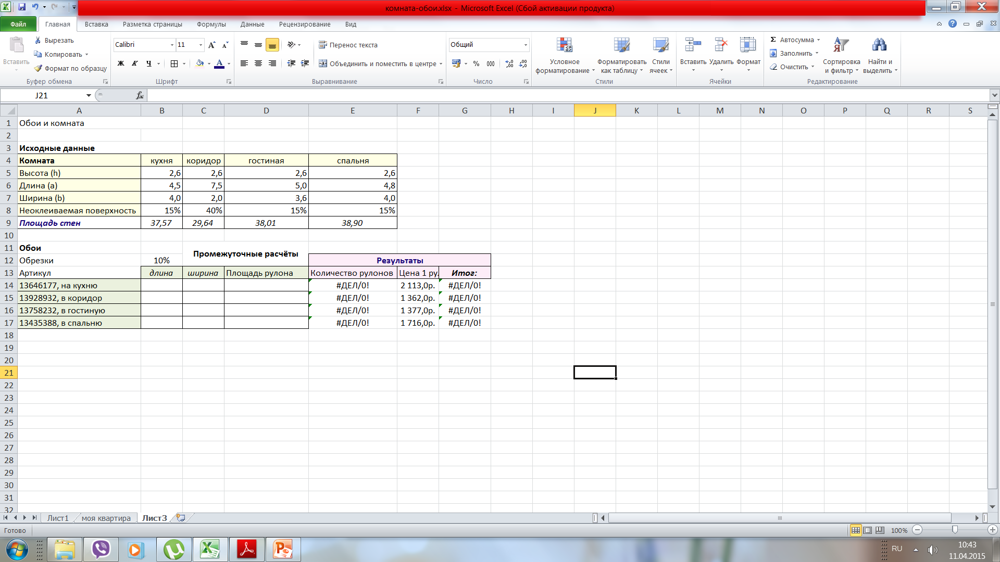 комната-обои.xlsx - Microsoft Excel (Сбой активации продукта)
Файл Главная Вставка Разметка страницы Формулы Данные Рецензирование Вид
Вставить
Вырезать
Копировать
Формат по образцу
Буфер обмена
Calibri 11
Ж К Ч А
Шрифт
Перенос текста
Объединить и поместить в центре
Выравнивание
Общий
% 000
Число
Условное форматирование
Форматировать как таблицу
Стили ячеек
Стили
Вставить Удалить Формат
Ячейки
Автосумма
Заполнить
Очистить
Сортировка и фильтр
Найти и выделить
Редактирование
J21 fx
A B C D E F G H I J K L M N O P Q R S
1 Обои и комната
2
3 Исходные данные
4 Комната кухня коридор гостиная спальня
5 Высота (h) 2,6 2,6 2,6 2,6
6 Длина (a) 4,5 7,5 5,0 4,8
7 Ширина (b) 4,0 2,0 3,6 4,0
8 Неоклеиваемая поверхность 15% 40% 15% 15%
9 Площадь стен 37,57 29,64 38,01 38,90
10
11 Обои Промежуточные расчёты
12 Обрезки 10% Результаты
13 Артикул длина ширина Площадь рулона Количество рулонов Цена 1 ру Итог:
14 13646177, на кухню #ДЕЛ/0! 2 113,0р. #ДЕЛ/0!
15 13928932, в коридор #ДЕЛ/0! 1 362,0р. #ДЕЛ/0!
16 13758232, в гостиную #ДЕЛ/0! 1 377,0р. #ДЕЛ/0!
17 13435388, в спальню #ДЕЛ/0! 1 716,0р. #ДЕЛ/0!
18
19
20
21
22
23
24
25
26
27
28
29
30
31
32
Лист1 моя квартира Лист3
Готово 100%
RU 10:43
11.04.2015